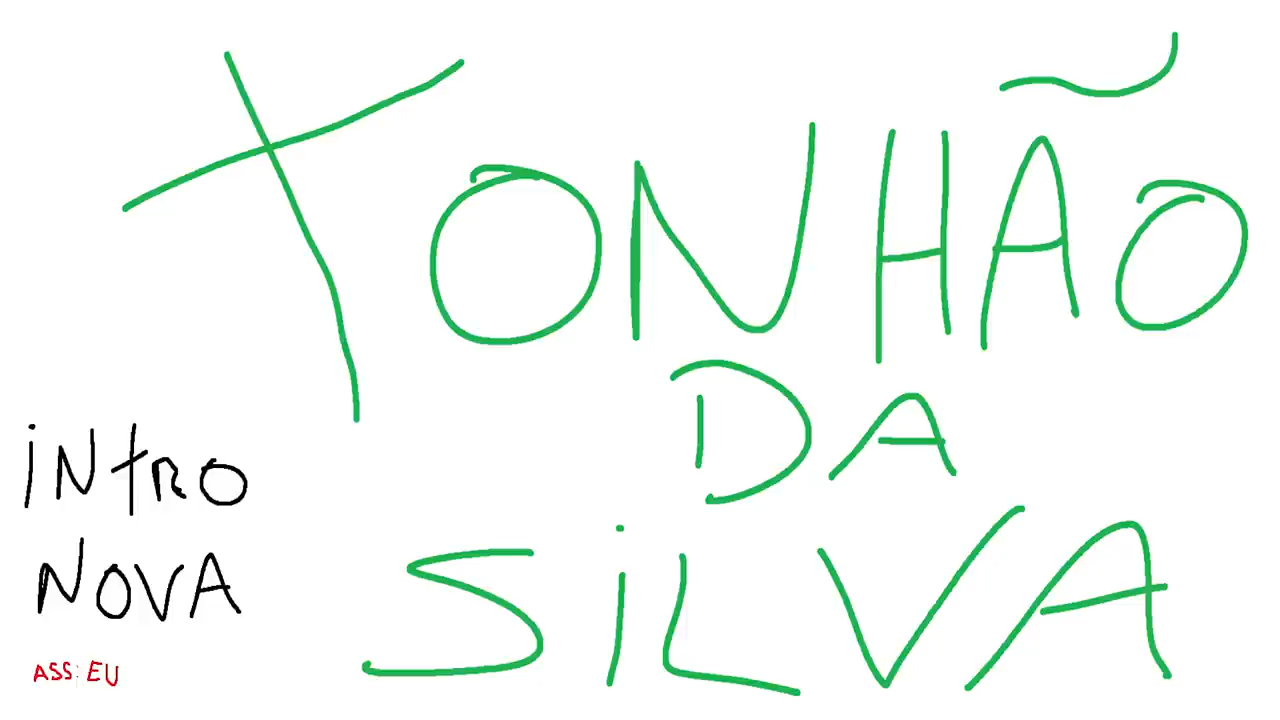 TONHÃO
DA
SiLVA
iNtRO
NOVA
ASS: EU